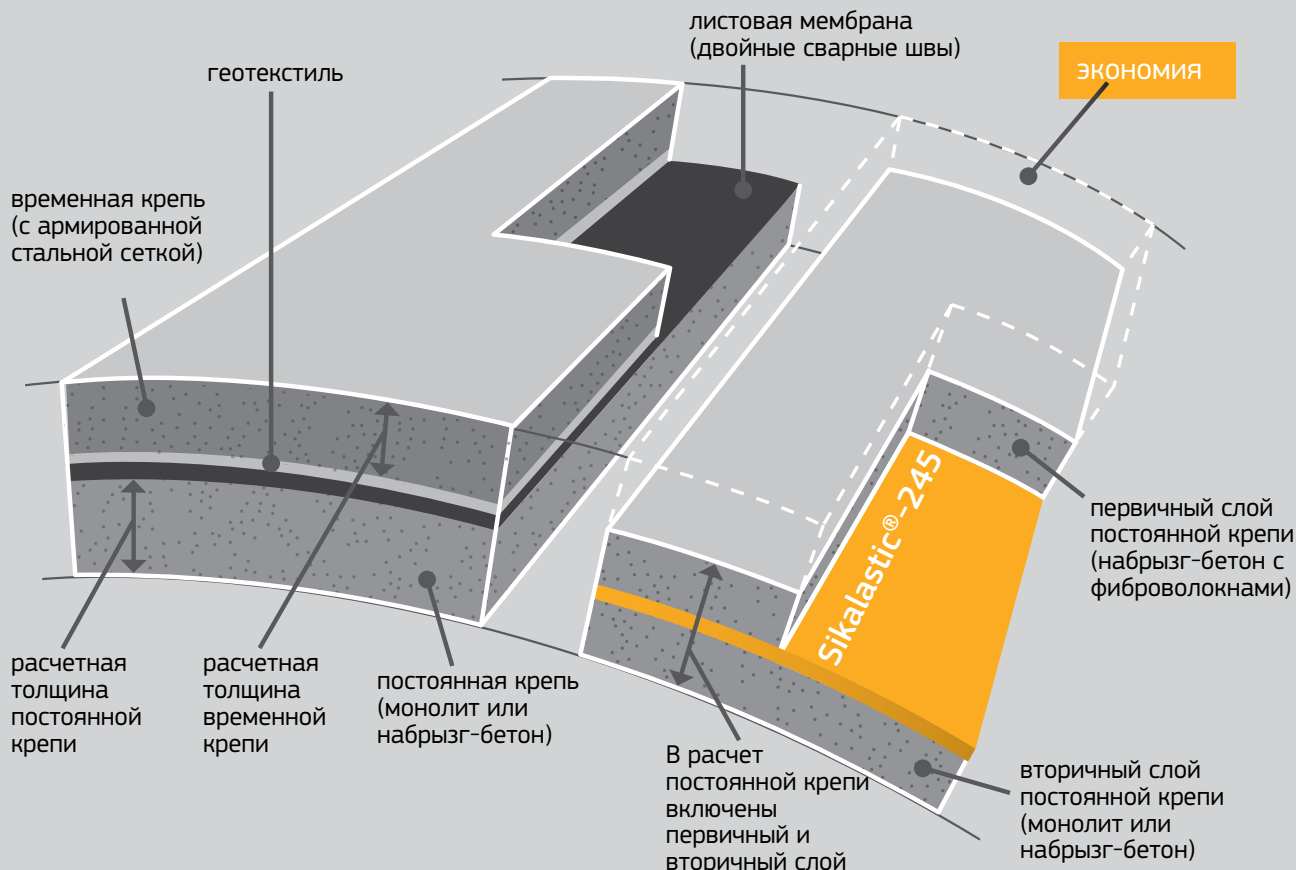 листовая мембрана
(двойные сварные швы)
экономия
геотекстиль
временная крепь
(с армированной
стальной сеткой)
Sikalastic®-245
первичный слой
постоянной крепи
(набрызг-бетон с
фиброволокнами)
расчетная
толщина
постоянной
крепи
расчетная
толщина
временной
крепи
постоянная крепь
(монолит или
набрызг-бетон)
В расчет
постоянной крепи
включены
первичный и
вторичный слой
вторичный слой
постоянной крепи
(монолит или
набрызг-бетон)